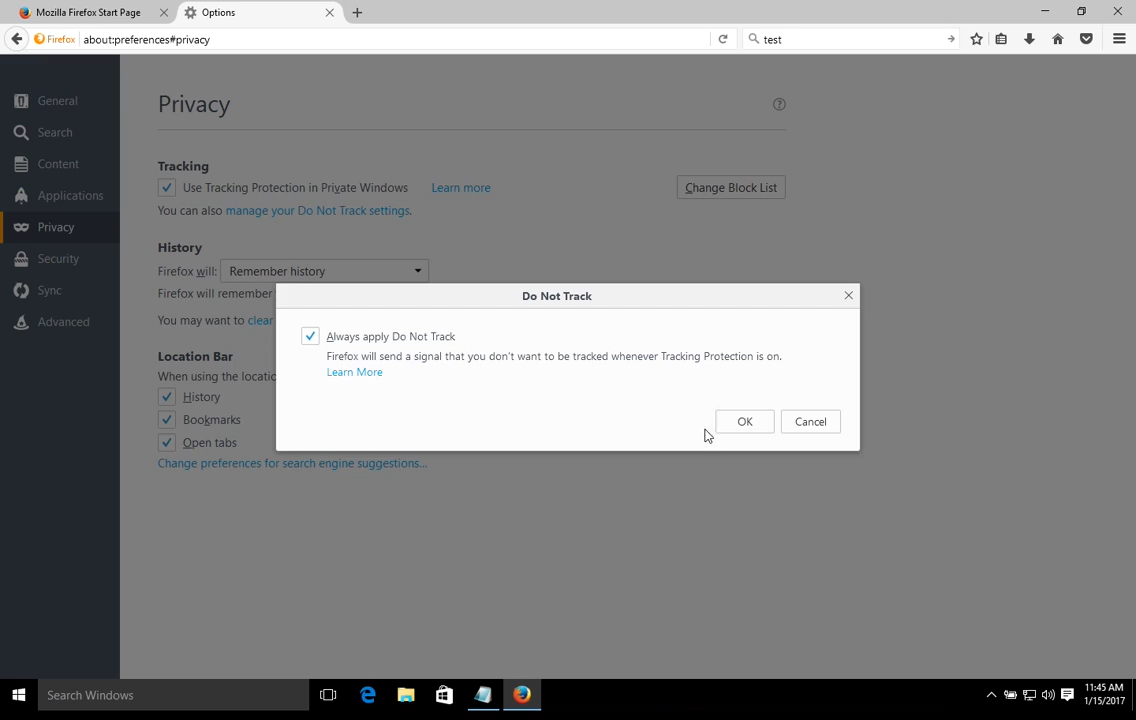 Mozilla Firefox Start Page
Options
Firefox
about:preferences#privacy
test
General
Search
Content
Applications
Privacy
Security
Sync
Advanced
Privacy
Tracking
Use Tracking Protection in Private Windows
Learn more
Change Block List
You can also manage your Do Not Track settings.
History
Firefox will:
Remember history
Firefox will remember
You may want to clear
Do Not Track
Always apply Do Not Track
Firefox will send a signal that you don't want to be tracked whenever Tracking Protection is on.
Learn More
OK
Cancel
Location Bar
When using the
History
Bookmarks
Open tabs
Change preferences for search engine suggestions...
Search Windows
11:45 AM
1/15/2017